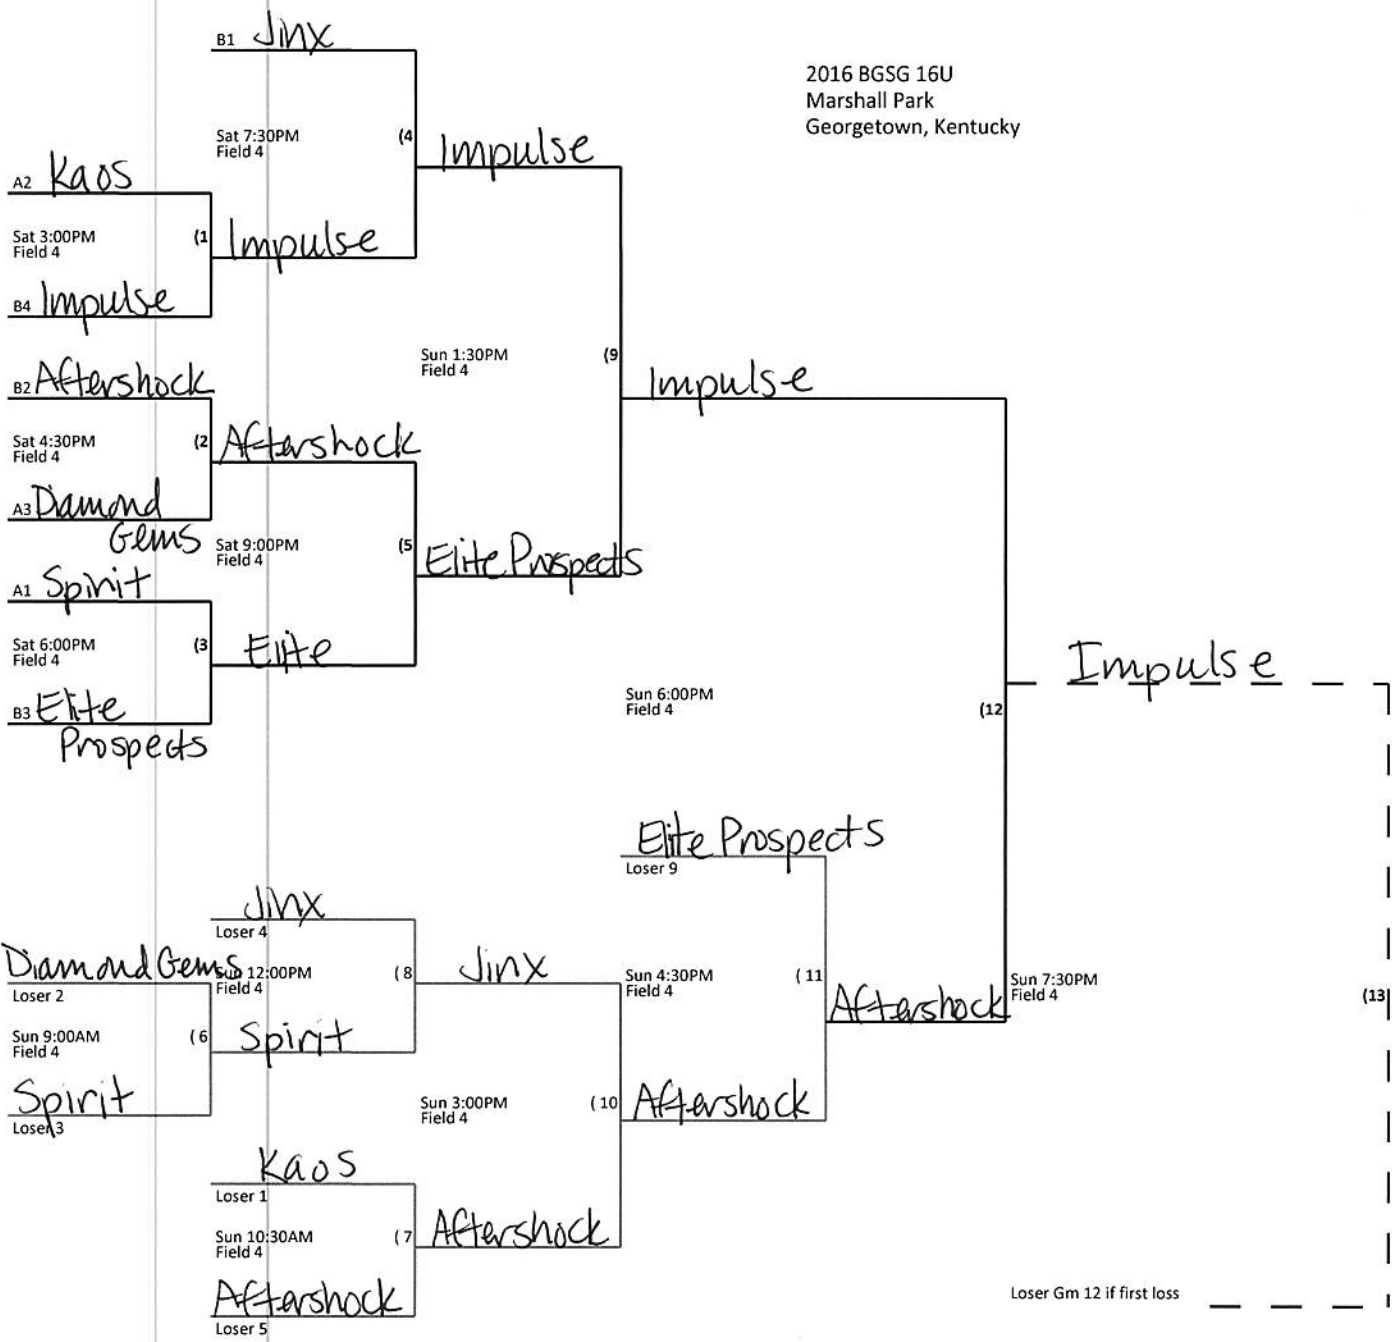 B1 Jinx
2016 BGSG 16U
Marshall Park
Georgetown, Kentucky
Sat 7:30PM
Field 4
(4
Impulse
A2 Kaos
Sat 3:00PM
Field 4
(1
Impulse
B4 Impulse
Sun 1:30PM
Field 4
(9
Impulse
B2 Aftershock
Sat 4:30PM
Field 4
(2
Aftershock
A3 Diamond
Gems
Sat 9:00PM
Field 4
(5
Elite Prospects
A1 Spirit
Sat 6:00PM
Field 4
(3
Elite
B3 Elite
Prospects
Sun 6:00PM
Field 4
(12
Impulse
Elite Prospects
Loser 9
Jinx
Loser 4
Diamond Gems
Loser 2
Sun 12:00PM
Field 4
(8
Jinx
Sun 4:30PM
Field 4
(11
Aftershock
Sun 7:30PM
Field 4
(13
Sun 9:00AM
Field 4
(6
Spirit
Spirit
Loser 3
Sun 3:00PM
Field 4
(10
Aftershock
Kaos
Loser 1
Sun 10:30AM
Field 4
(7
Aftershock
Aftershock
Loser 5
Loser Gm 12 if first loss